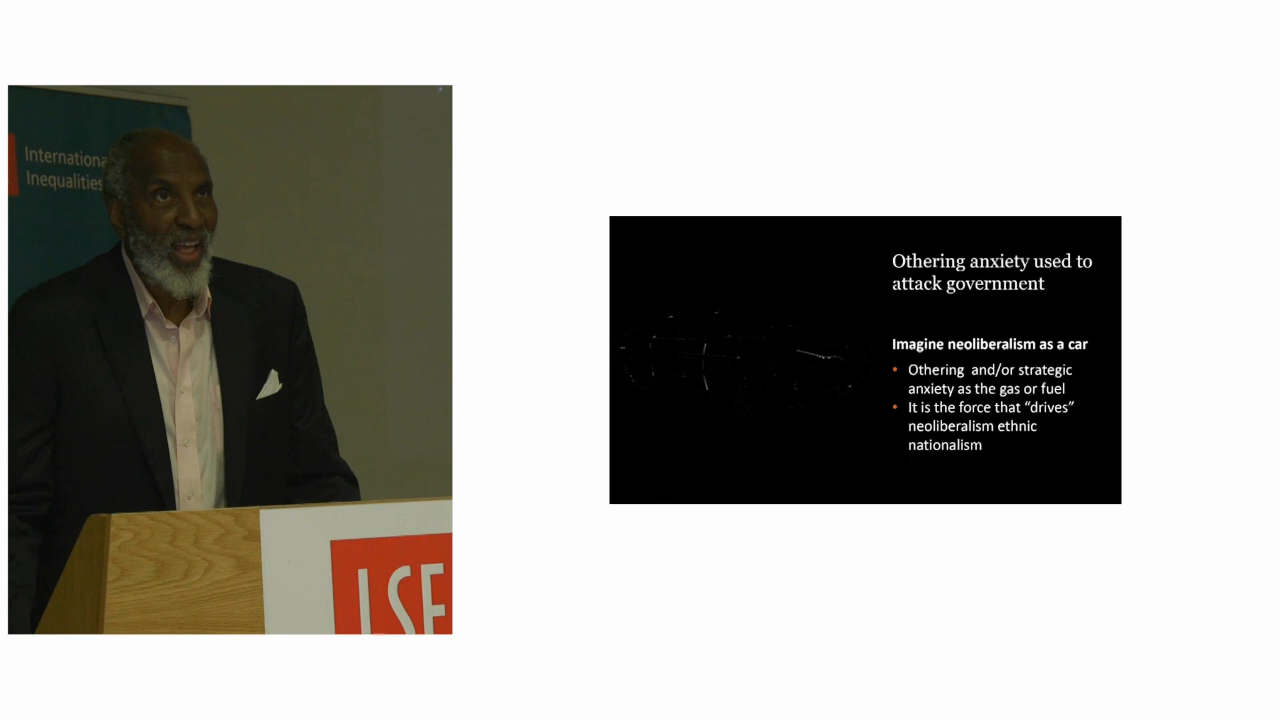 Internationa
Inequalities
LSE
Othering anxiety used to
attack government
Imagine neoliberalism as a car
• Othering and/or strategic
anxiety as the gas or fuel
• It is the force that “drives”
neoliberalism ethnic
nationalism